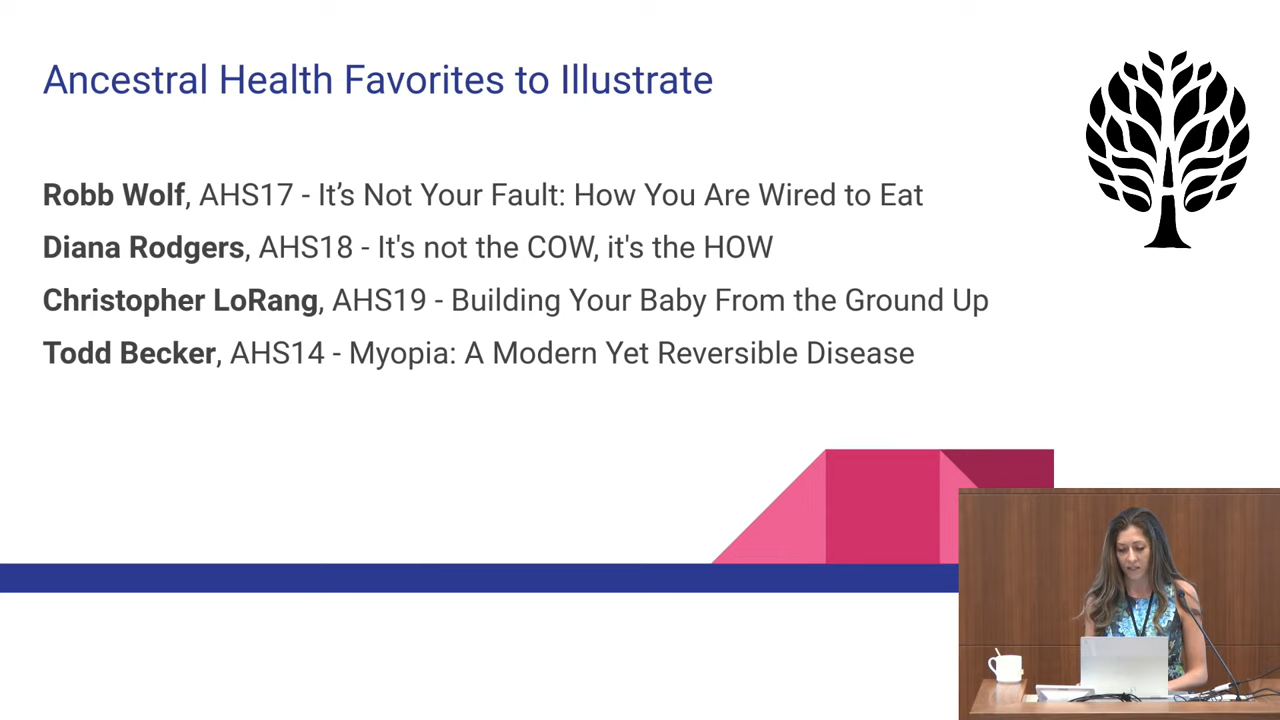 Ancestral Health Favorites to Illustrate
Robb Wolf, AHS17 - It’s Not Your Fault: How You Are Wired to Eat
Diana Rodgers, AHS18 - It's not the COW, it's the HOW
Christopher LoRang, AHS19 - Building Your Baby From the Ground Up
Todd Becker, AHS14 - Myopia: A Modern Yet Reversible Disease